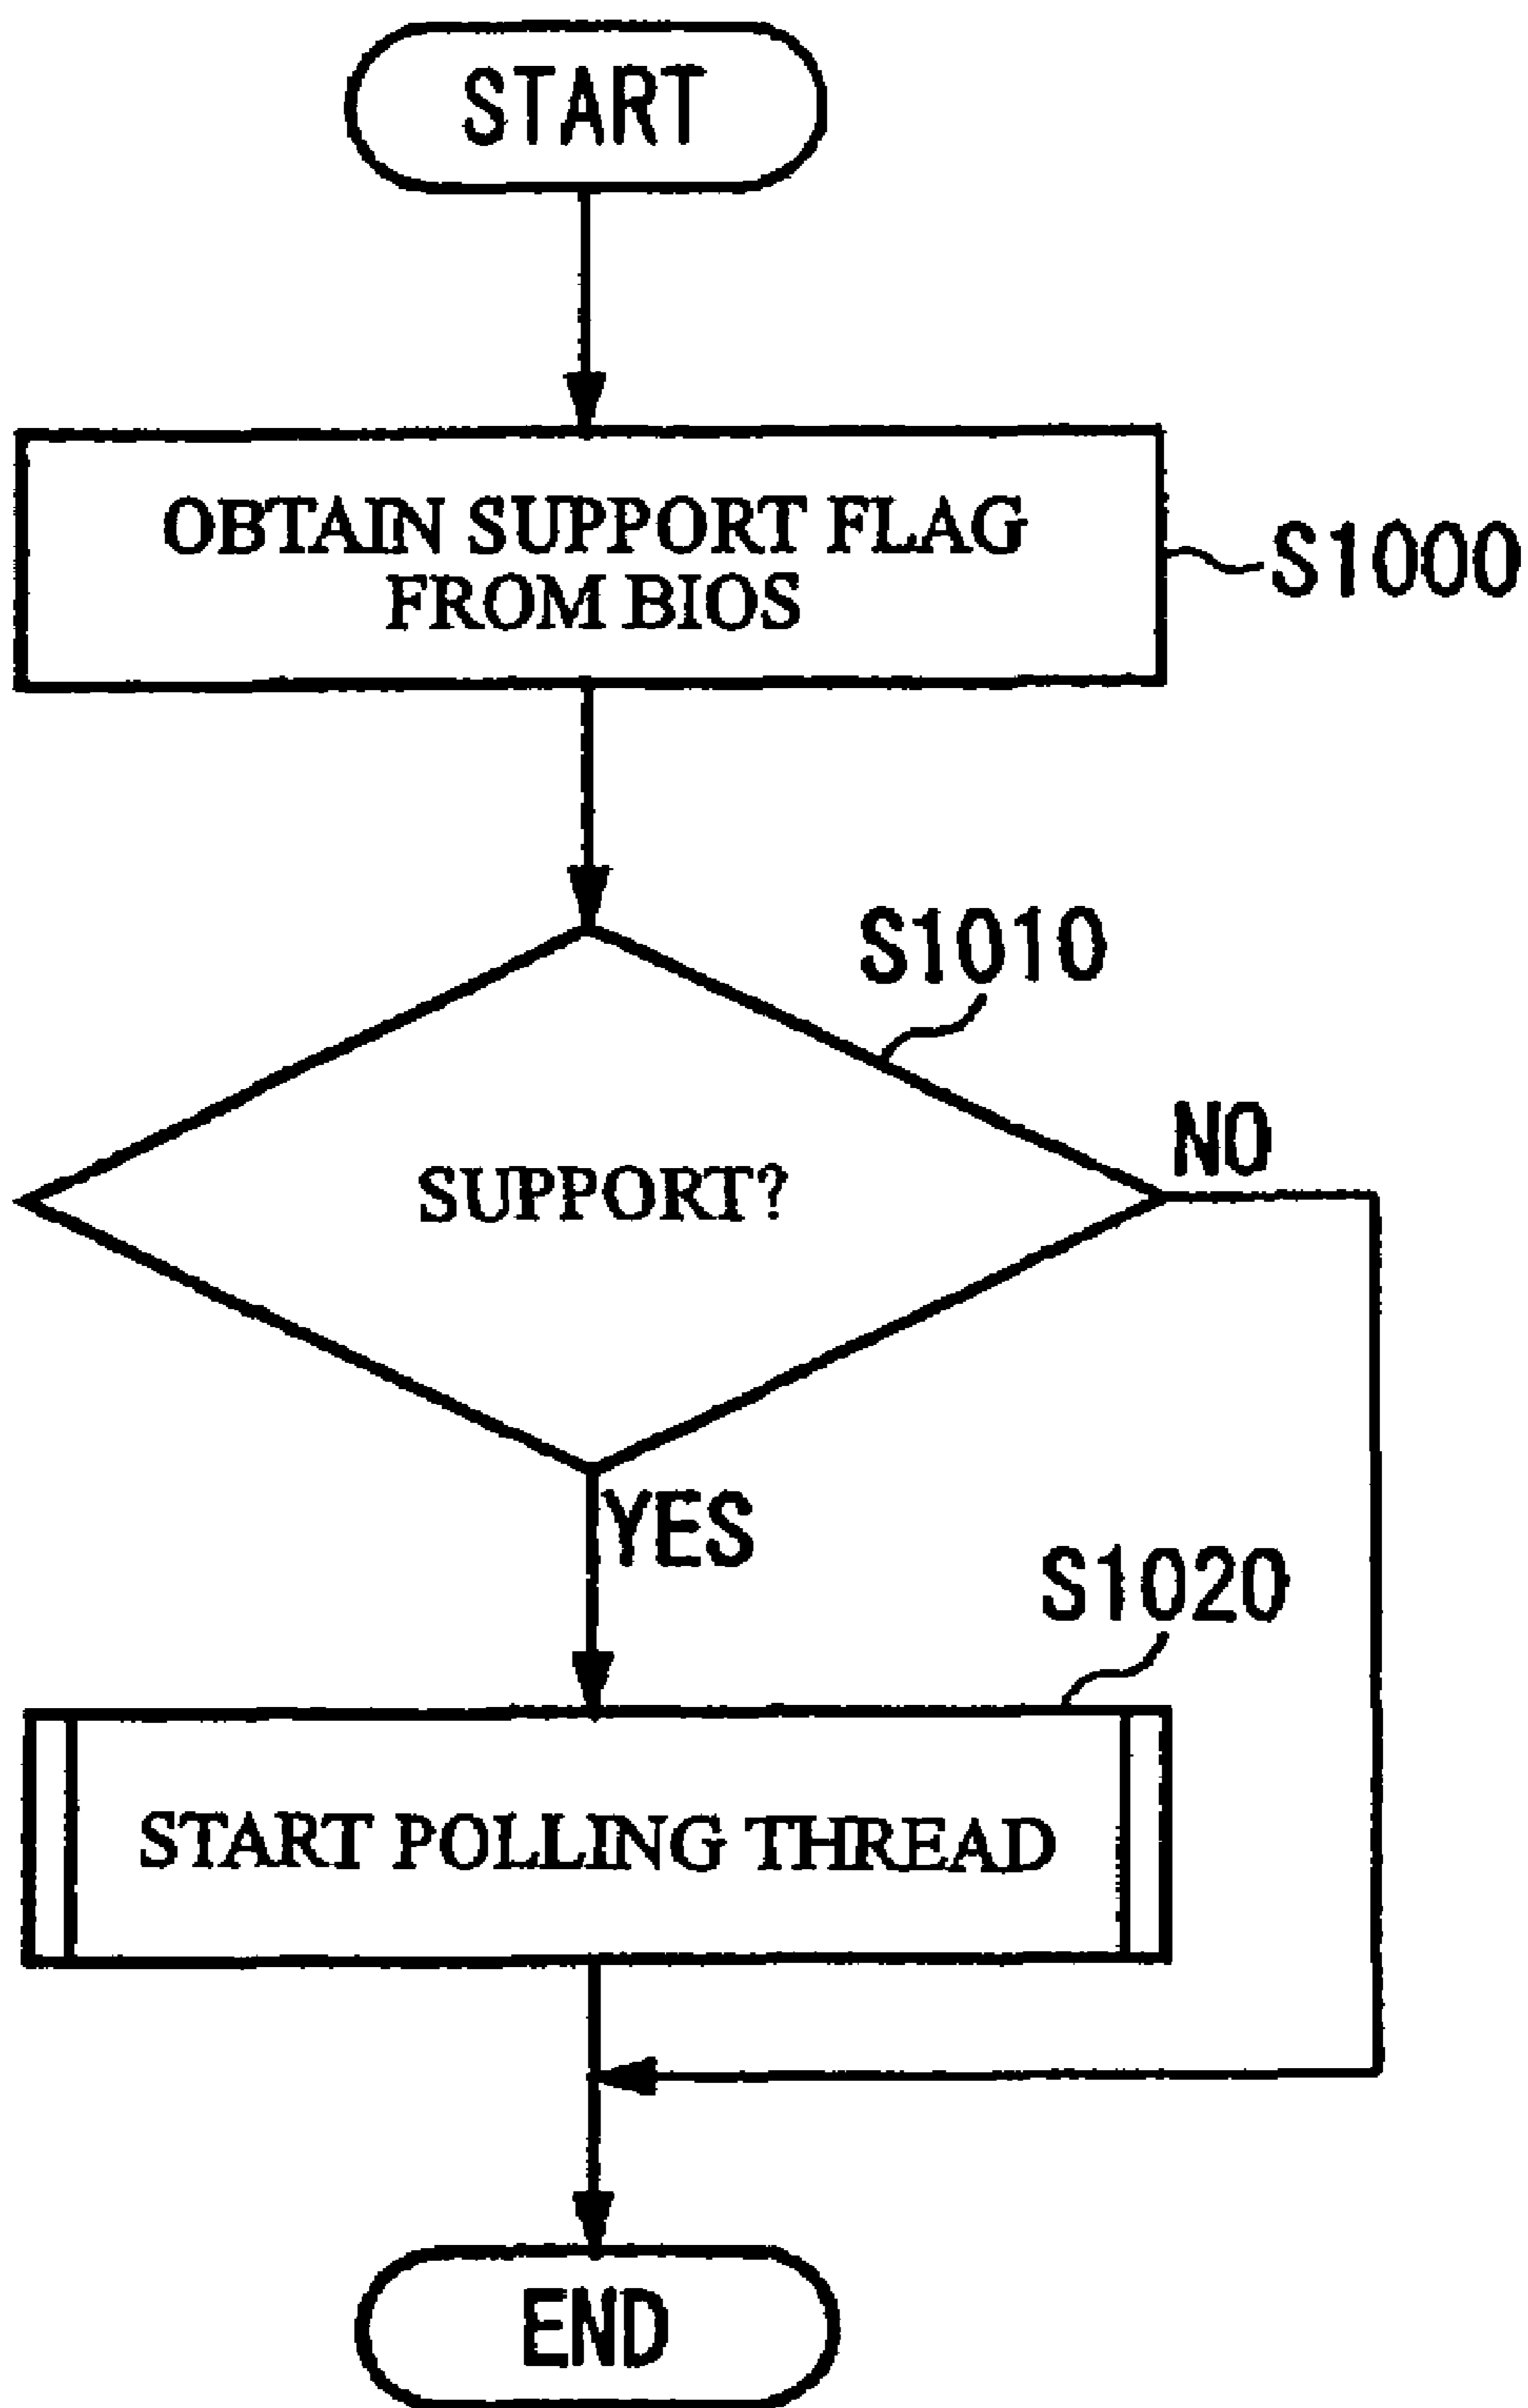 START
OBTAIN SUPPORT FLAG
FROM BIOS
S1000
S1010
SUPPORT?
NO
YES
S1020
START POLLING THREAD
END